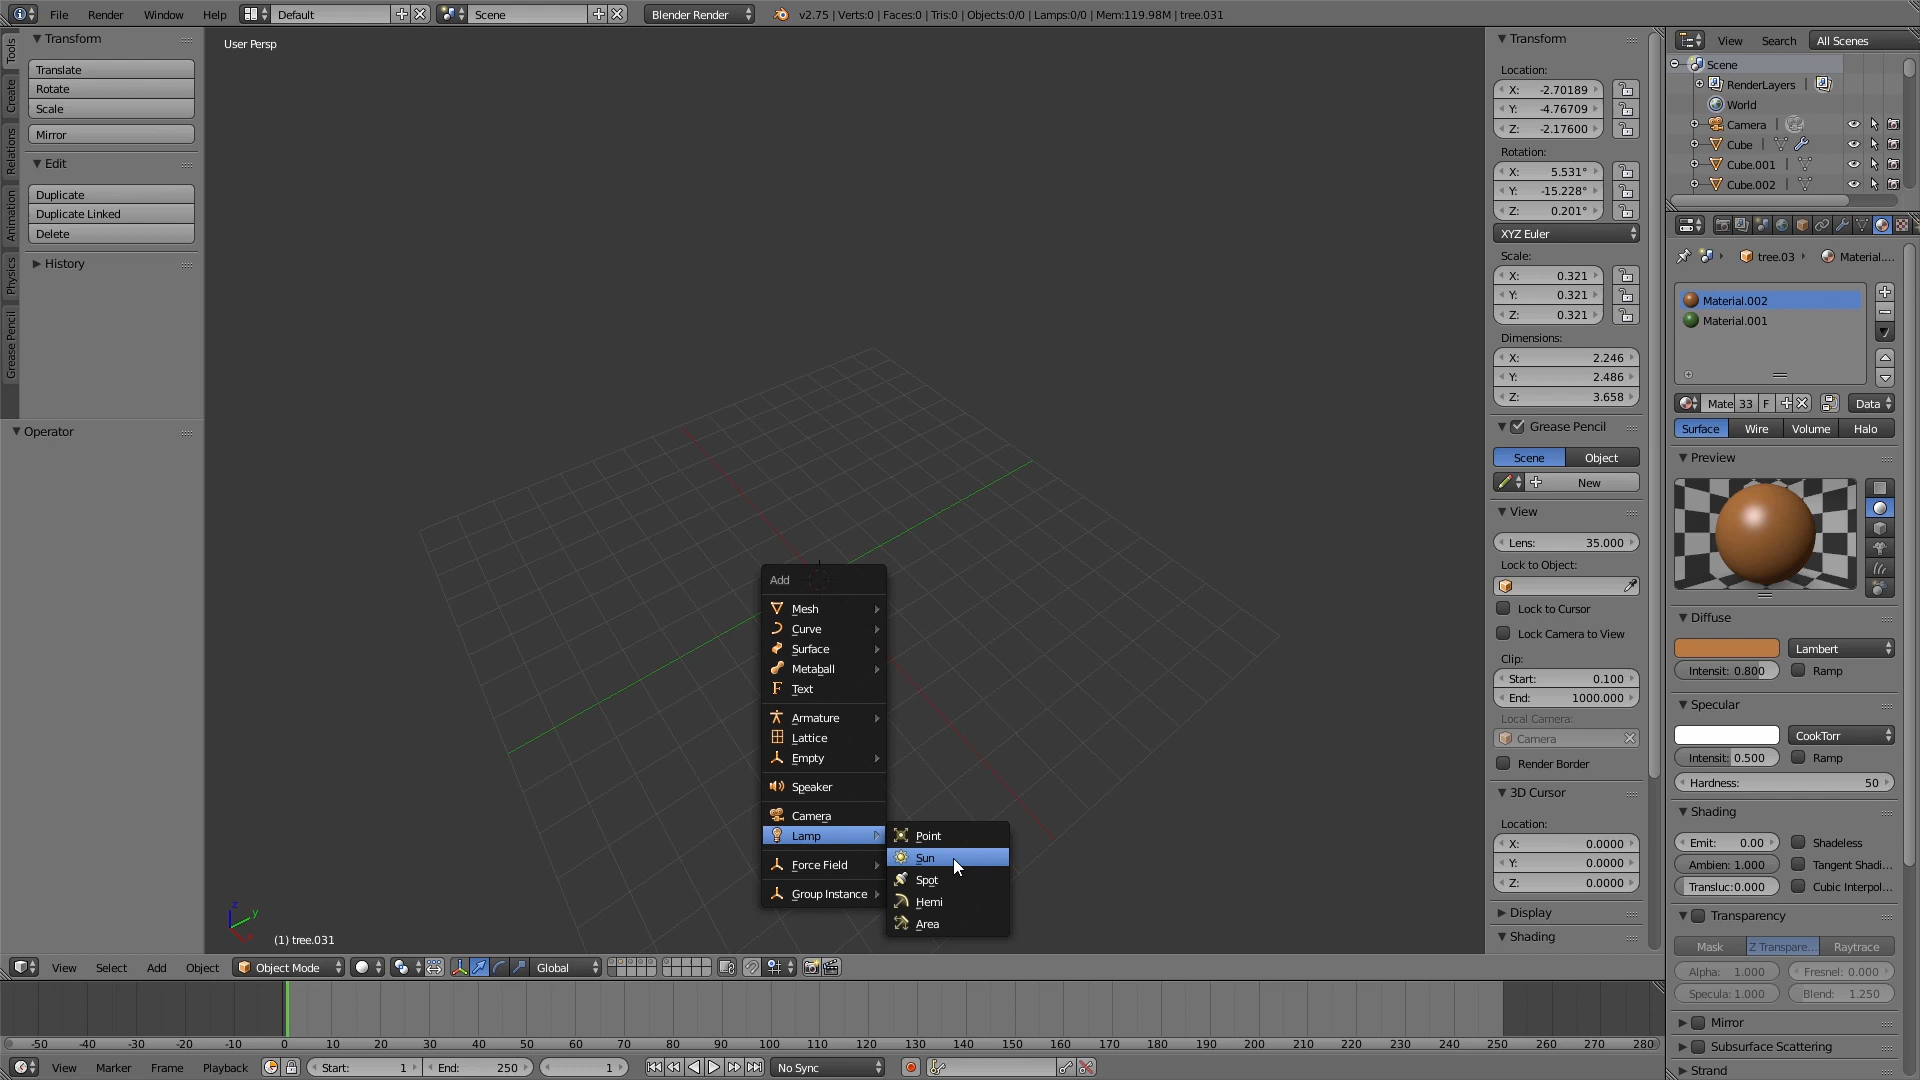 File Render Window Help Default Scene Blender Render v2.75 | Verts:0 | Faces:0 | Tris:0 | Objects:0/0 | Lamps:0/0 | Mem:119.98M | tree.031
Tools
Create
Relations
Animation
Physics
Grease Pencil
Transform
Translate
Rotate
Scale
Mirror
Edit
Duplicate
Duplicate Linked
Delete
History
Operator
User Persp
Add
Mesh
Curve
Surface
Metaball
Text
Armature
Lattice
Empty
Speaker
Camera
Lamp
Force Field
Group Instance
Point
Sun
Spot
Hemi
Area
z
y
x
(1) tree.031
Transform
Location:
X: -2.70189
Y: -4.76709
Z: -2.17600
Rotation:
X: 5.531°
Y: -15.228°
Z: 0.201°
XYZ Euler
Scale:
X: 0.321
Y: 0.321
Z: 0.321
Dimensions:
X: 2.246
Y: 2.486
Z: 3.658
Grease Pencil
Scene Object
New
View
Lens: 35.000
Lock to Object:
Lock to Cursor
Lock Camera to View
Clip:
Start: 0.100
End: 1000.000
Local Camera:
Camera
Render Border
3D Cursor
Location:
X: 0.0000
Y: 0.0000
Z: 0.0000
Display
Shading
View Search All Scenes
Scene
RenderLayers
World
Camera
Cube
Cube.001
Cube.002
tree.03 Material....
Material.002
Material.001
Mate 33 F Data
Surface Wire Volume Halo
Preview
Diffuse
Lambert
Intensit: 0.800 Ramp
Specular
CookTorr
Intensit: 0.500 Ramp
Hardness: 50
Shading
Emit: 0.00 Shadeless
Ambien: 1.000 Tangent Shadi...
Transluc:0.000 Cubic Interpol...
Transparency
Mask Z Transpare... Raytrace
Alpha: 1.000 Fresnel: 0.000
Specula: 1.000 Blend: 1.250
Mirror
Subsurface Scattering
Strand
View Select Add Object Object Mode Global
-50 -40 -30 -20 -10 0 10 20 30 40 50 60 70 80 90 100 110 120 130 140 150 160 170 180 190 200 210 220 230 240 250 260 270 280
View Marker Frame Playback Start: 1 End: 250 1 No Sync